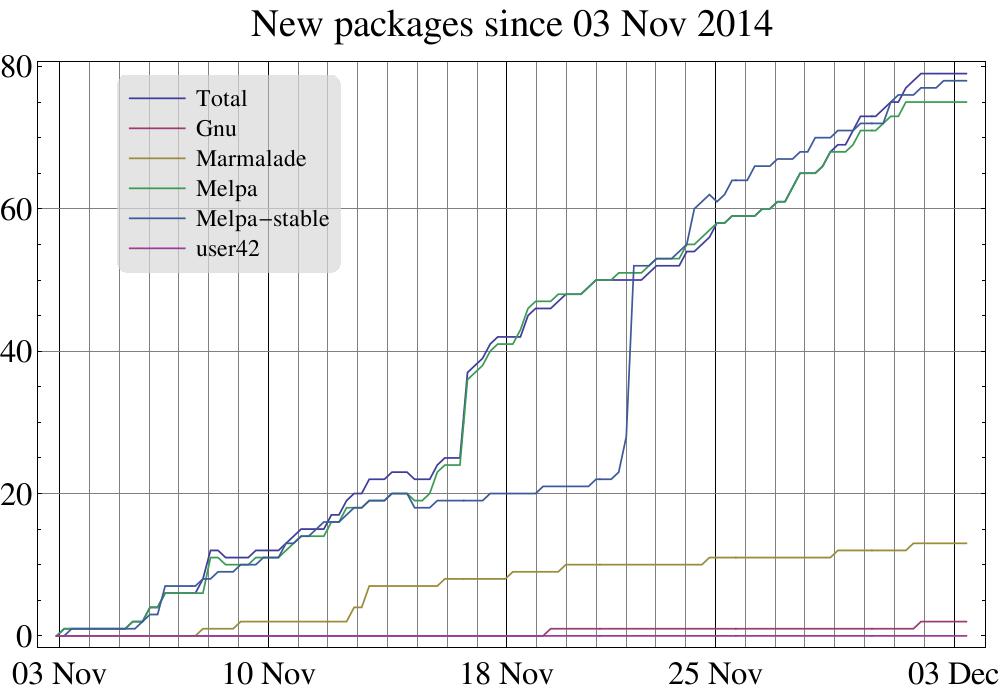 New packages since 03 Nov 2014
80
60
40
20
0
Total
Gnu
Marmalade
Melpa
Melpa−stable
user42
03 Nov 10 Nov 18 Nov 25 Nov 03 Dec